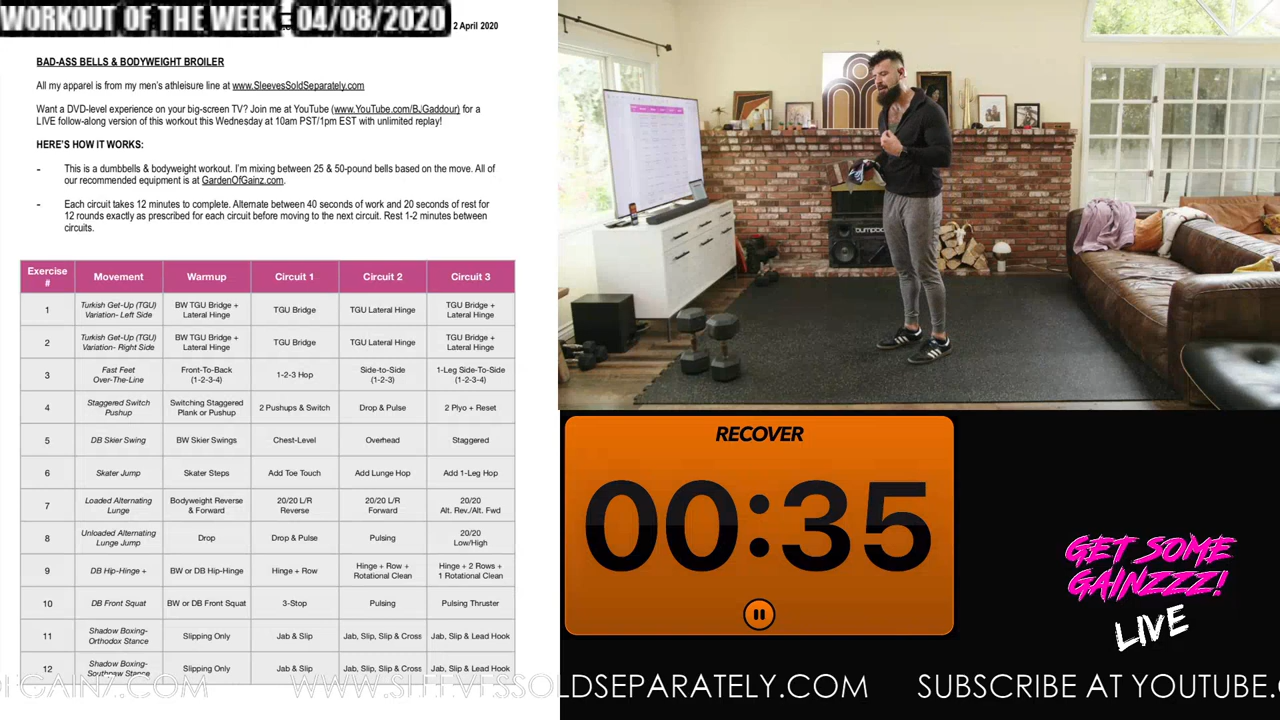 WORKOUT OF THE WEEK - 04/08/2020
2 April 2020
BAD-ASS BELLS & BODYWEIGHT BROILER
All my apparel is from my men's athleisure line at www.SleevesSoldSeparately.com
Want a DVD-level experience on your big-screen TV? Join me at YouTube (www.YouTube.com/BJGaddour) for a
LIVE follow-along version of this workout this Wednesday at 10am PST/1pm EST with unlimited replay!
HERE'S HOW IT WORKS:
- This is a dumbbells & bodyweight workout. I'm mixing between 25 & 50-pound bells based on the move. All of
our recommended equipment is at GardenOfGainz.com.
- Each circuit takes 12 minutes to complete. Alternate between 40 seconds of work and 20 seconds of rest for
12 rounds exactly as prescribed for each circuit before moving to the next circuit. Rest 1-2 minutes between
circuits.
Exercise # Movement Warmup Circuit 1 Circuit 2 Circuit 3
1 Turkish Get-Up (TGU) Variation- Left Side BW TGU Bridge + Lateral Hinge TGU Bridge TGU Lateral Hinge TGU Bridge + Lateral Hinge
2 Turkish Get-Up (TGU) Variation- Right Side BW TGU Bridge + Lateral Hinge TGU Bridge TGU Lateral Hinge TGU Bridge + Lateral Hinge
3 Fast Feet Over-The-Line Front-To-Back (1-2-3-4) 1-2-3 Hop Side-to-Side (1-2-3) 1-Leg Side-To-Side (1-2-3-4)
4 Staggered Switch Pushup Switching Staggered Plank or Pushup 2 Pushups & Switch Drop & Pulse 2 Plyo + Reset
5 DB Skier Swing BW Skier Swings Chest-Level Overhead Staggered
6 Skater Jump Skater Steps Add Toe Touch Add Lunge Hop Add 1-Leg Hop
7 Loaded Alternating Lunge Bodyweight Reverse & Forward 20/20 L/R Reverse 20/20 L/R Forward 20/20 Alt. Rev./Alt. Fwd
8 Unloaded Alternating Lunge Jump Drop Drop & Pulse Pulsing 20/20 Low/High
9 DB Hip-Hinge + BW or DB Hip-Hinge Hinge + Row Hinge + Row + Rotational Clean Hinge + 2 Rows + 1 Rotational Clean
10 DB Front Squat BW or DB Front Squat 3-Stop Pulsing Pulsing Thruster
11 Shadow Boxing- Orthodox Stance Slipping Only Jab & Slip Jab, Slip, Slip & Cross Jab, Slip & Lead Hook
12 Shadow Boxing- Southpaw Stance Slipping Only Jab & Slip Jab, Slip, Slip & Cross Jab, Slip & Lead Hook
RECOVER
00:35
GET SOME
GAINZZZ!
LIVE
WWW.SLEEVESSOLDSEPARATELY.COM SUBSCRIBE AT YOUTUBE.